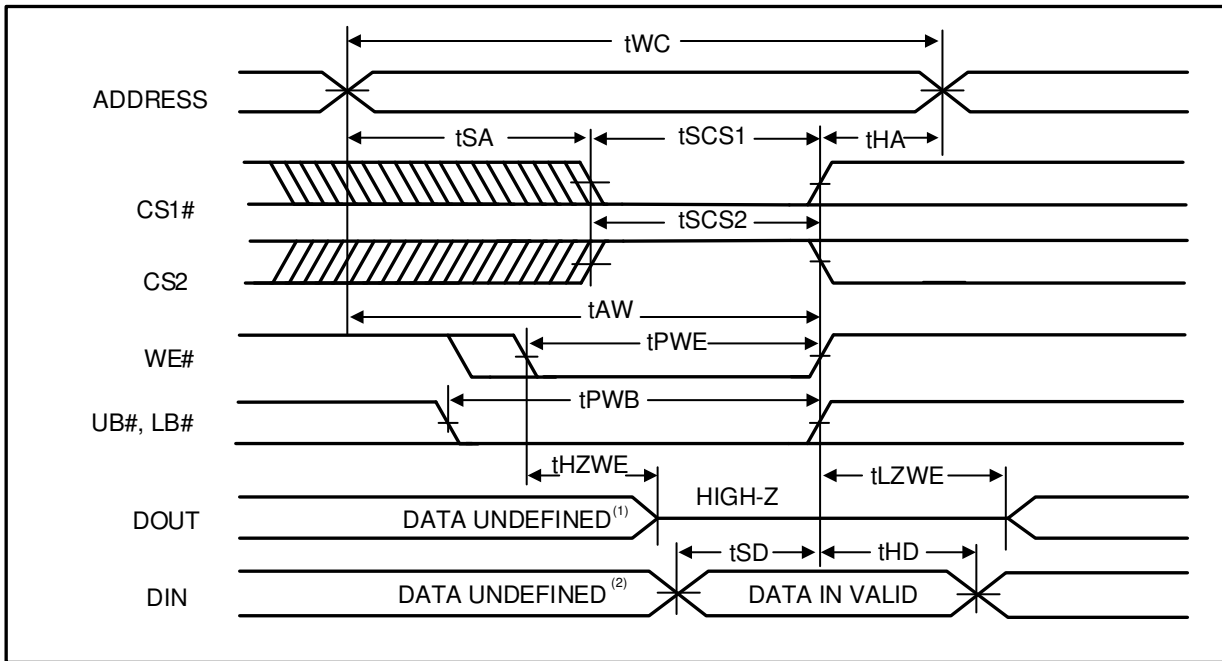 tWC
ADDRESS
tSA tSCS1 tHA
CS1#
tSCS2
CS2
tAW
WE# tPWE
tPWB
UB#, LB#
tHZWE tLZWE
HIGH-Z
DOUT DATA UNDEFINED(1)
tSD tHD
DIN DATA UNDEFINED(2) DATA IN VALID